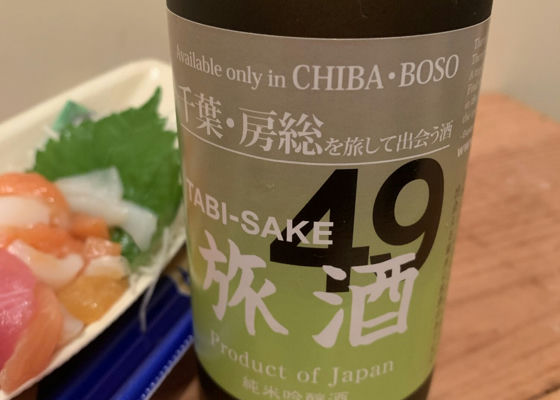 Available only in CHIBA・BOSO
千葉・房総を旅して出会う酒
49
TABI-SAKE
旅酒
Product of Japan
純米吟醸酒